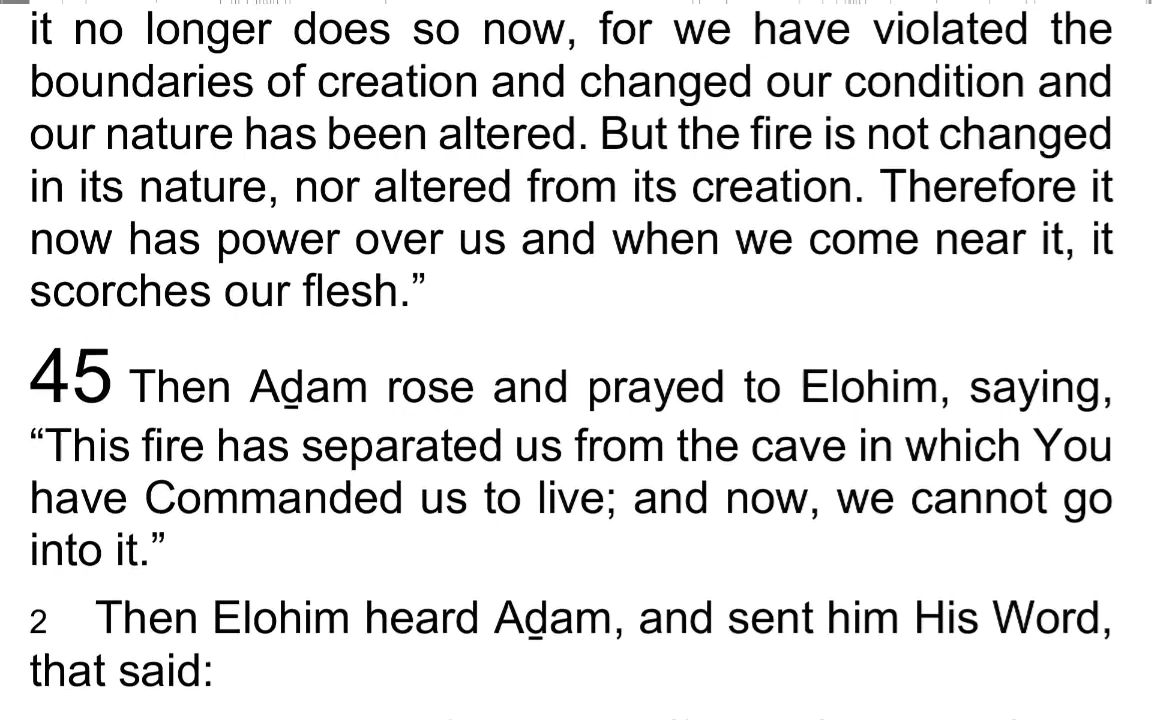 it no longer does so now, for we have violated the
boundaries of creation and changed our condition and
our nature has been altered. But the fire is not changed
in its nature, nor altered from its creation. Therefore it
now has power over us and when we come near it, it
scorches our flesh.”
45 Then Aḏam rose and prayed to Elohim, saying,
“This fire has separated us from the cave in which You
have Commanded us to live; and now, we cannot go
into it.”
2 Then Elohim heard Aḏam, and sent him His Word,
that said: